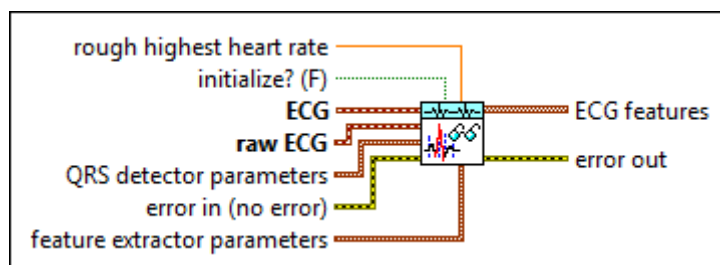 rough highest heart rate
initialize? (F)
ECG
raw ECG
QRS detector parameters
error in (no error)
feature extractor parameters
ECG features
error out